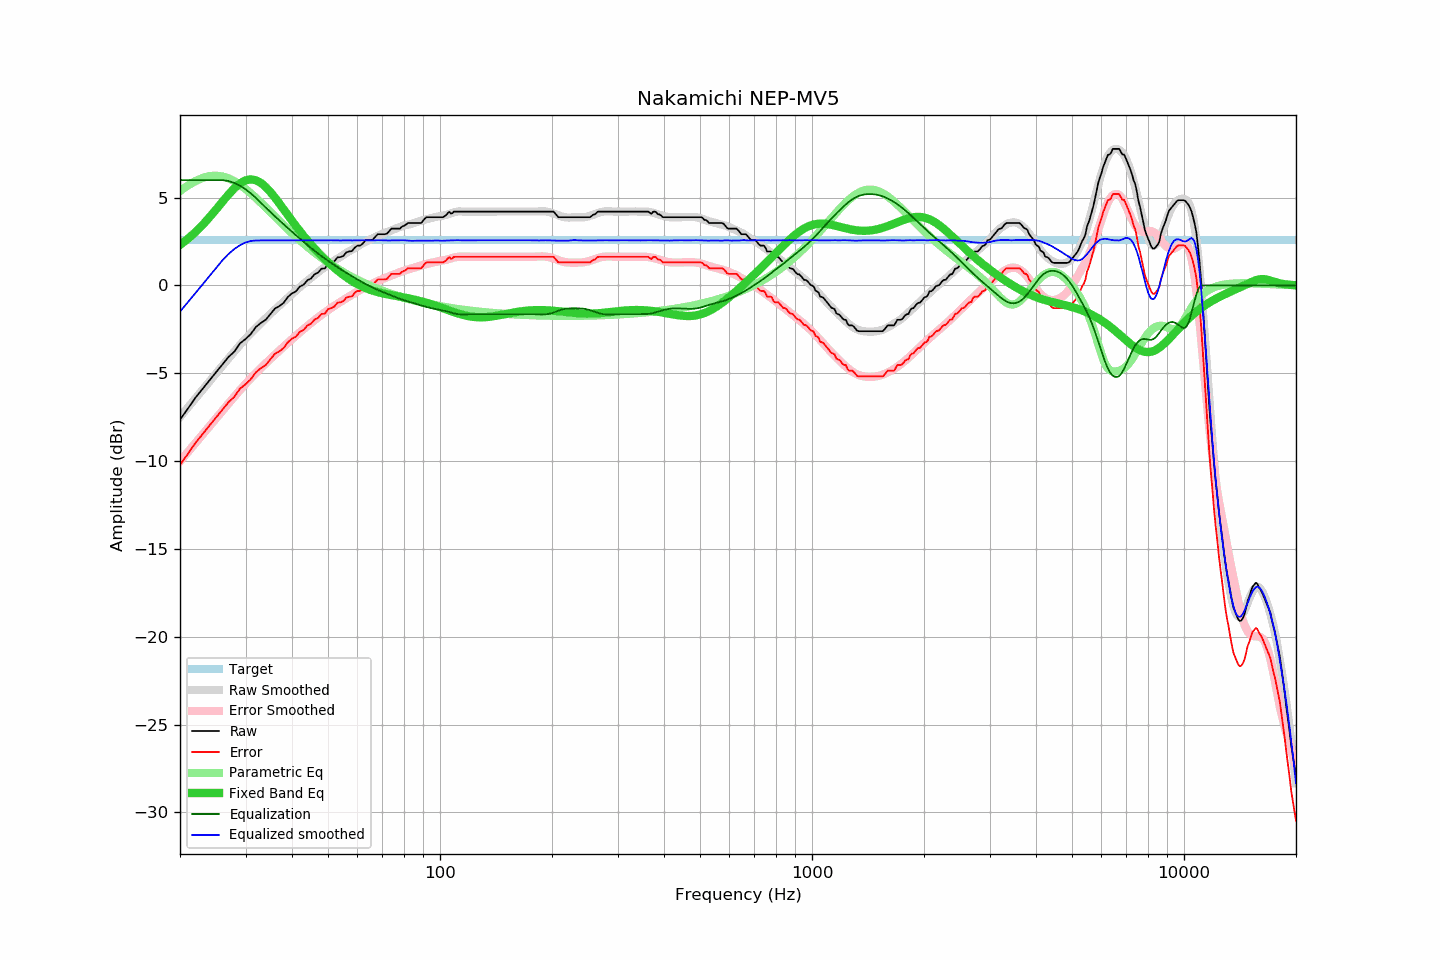 Nakamichi NEP-MV5
Amplitude (dBr)
5
0
−5
−10
−15
−20
−25
−30
Target
Raw Smoothed
Error Smoothed
Raw
Error
Parametric Eq
Fixed Band Eq
Equalization
Equalized smoothed
100
1000
10000
Frequency (Hz)